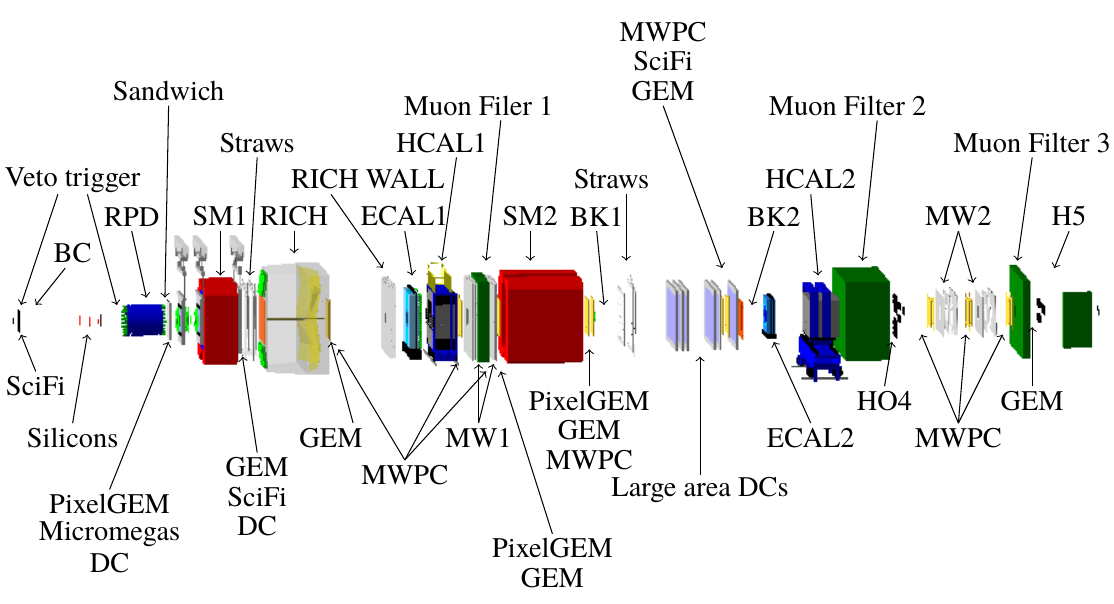 MWPC
SciFi
GEM
Sandwich
Muon Filer 1
Muon Filter 2
Straws
HCAL1
Muon Filter 3
Veto trigger
RICH WALL
Straws
HCAL2
RPD
SM1
RICH
ECAL1
SM2
BK1
BK2
MW2
H5
BC
SciFi
PixelGEM
GEM
MWPC
HO4
GEM
Silicons
GEM
MW1
ECAL2
MWPC
GEM
SciFi
DC
MWPC
Large area DCs
PixelGEM
Micromegas
DC
PixelGEM
GEM